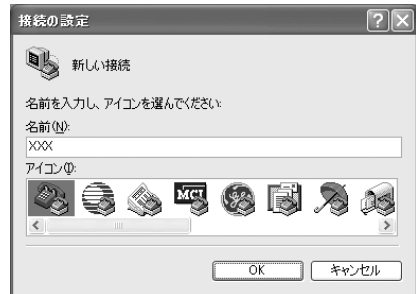 接続の設定
新しい接続
名前を入力し、アイコンを選んでください:
名前(N):
XXX
アイコン(I):
MCI
OK
キャンセル